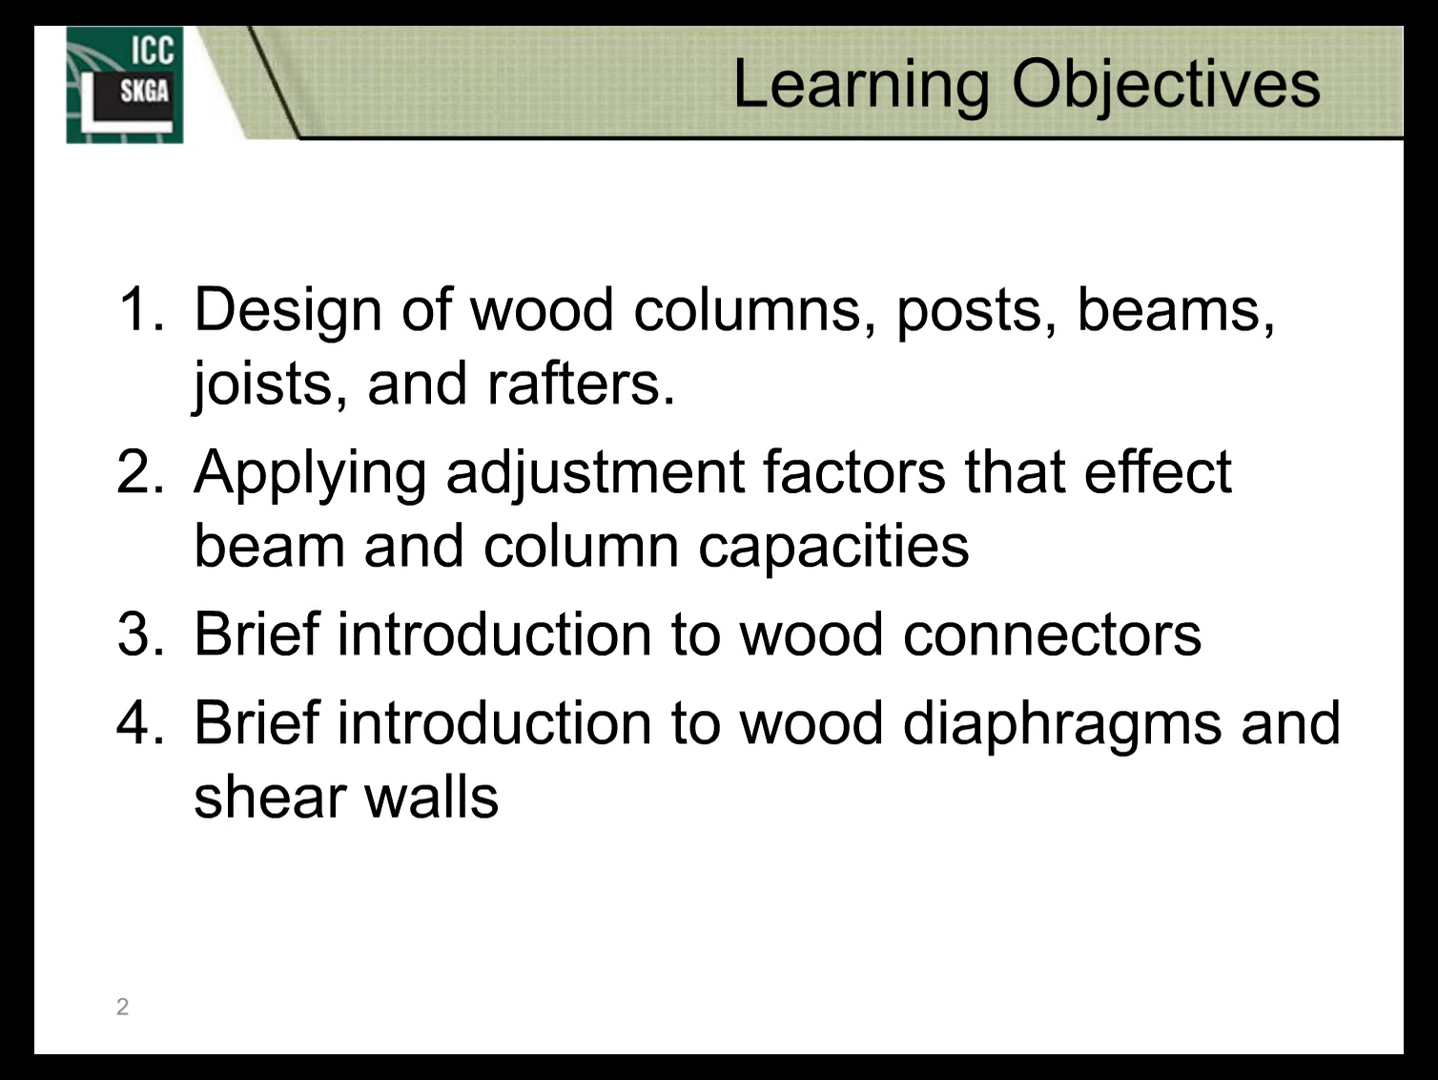 ICC
SKGA
Learning Objectives
1. Design of wood columns, posts, beams,
joists, and rafters.
2. Applying adjustment factors that effect
beam and column capacities
3. Brief introduction to wood connectors
4. Brief introduction to wood diaphragms and
shear walls
2